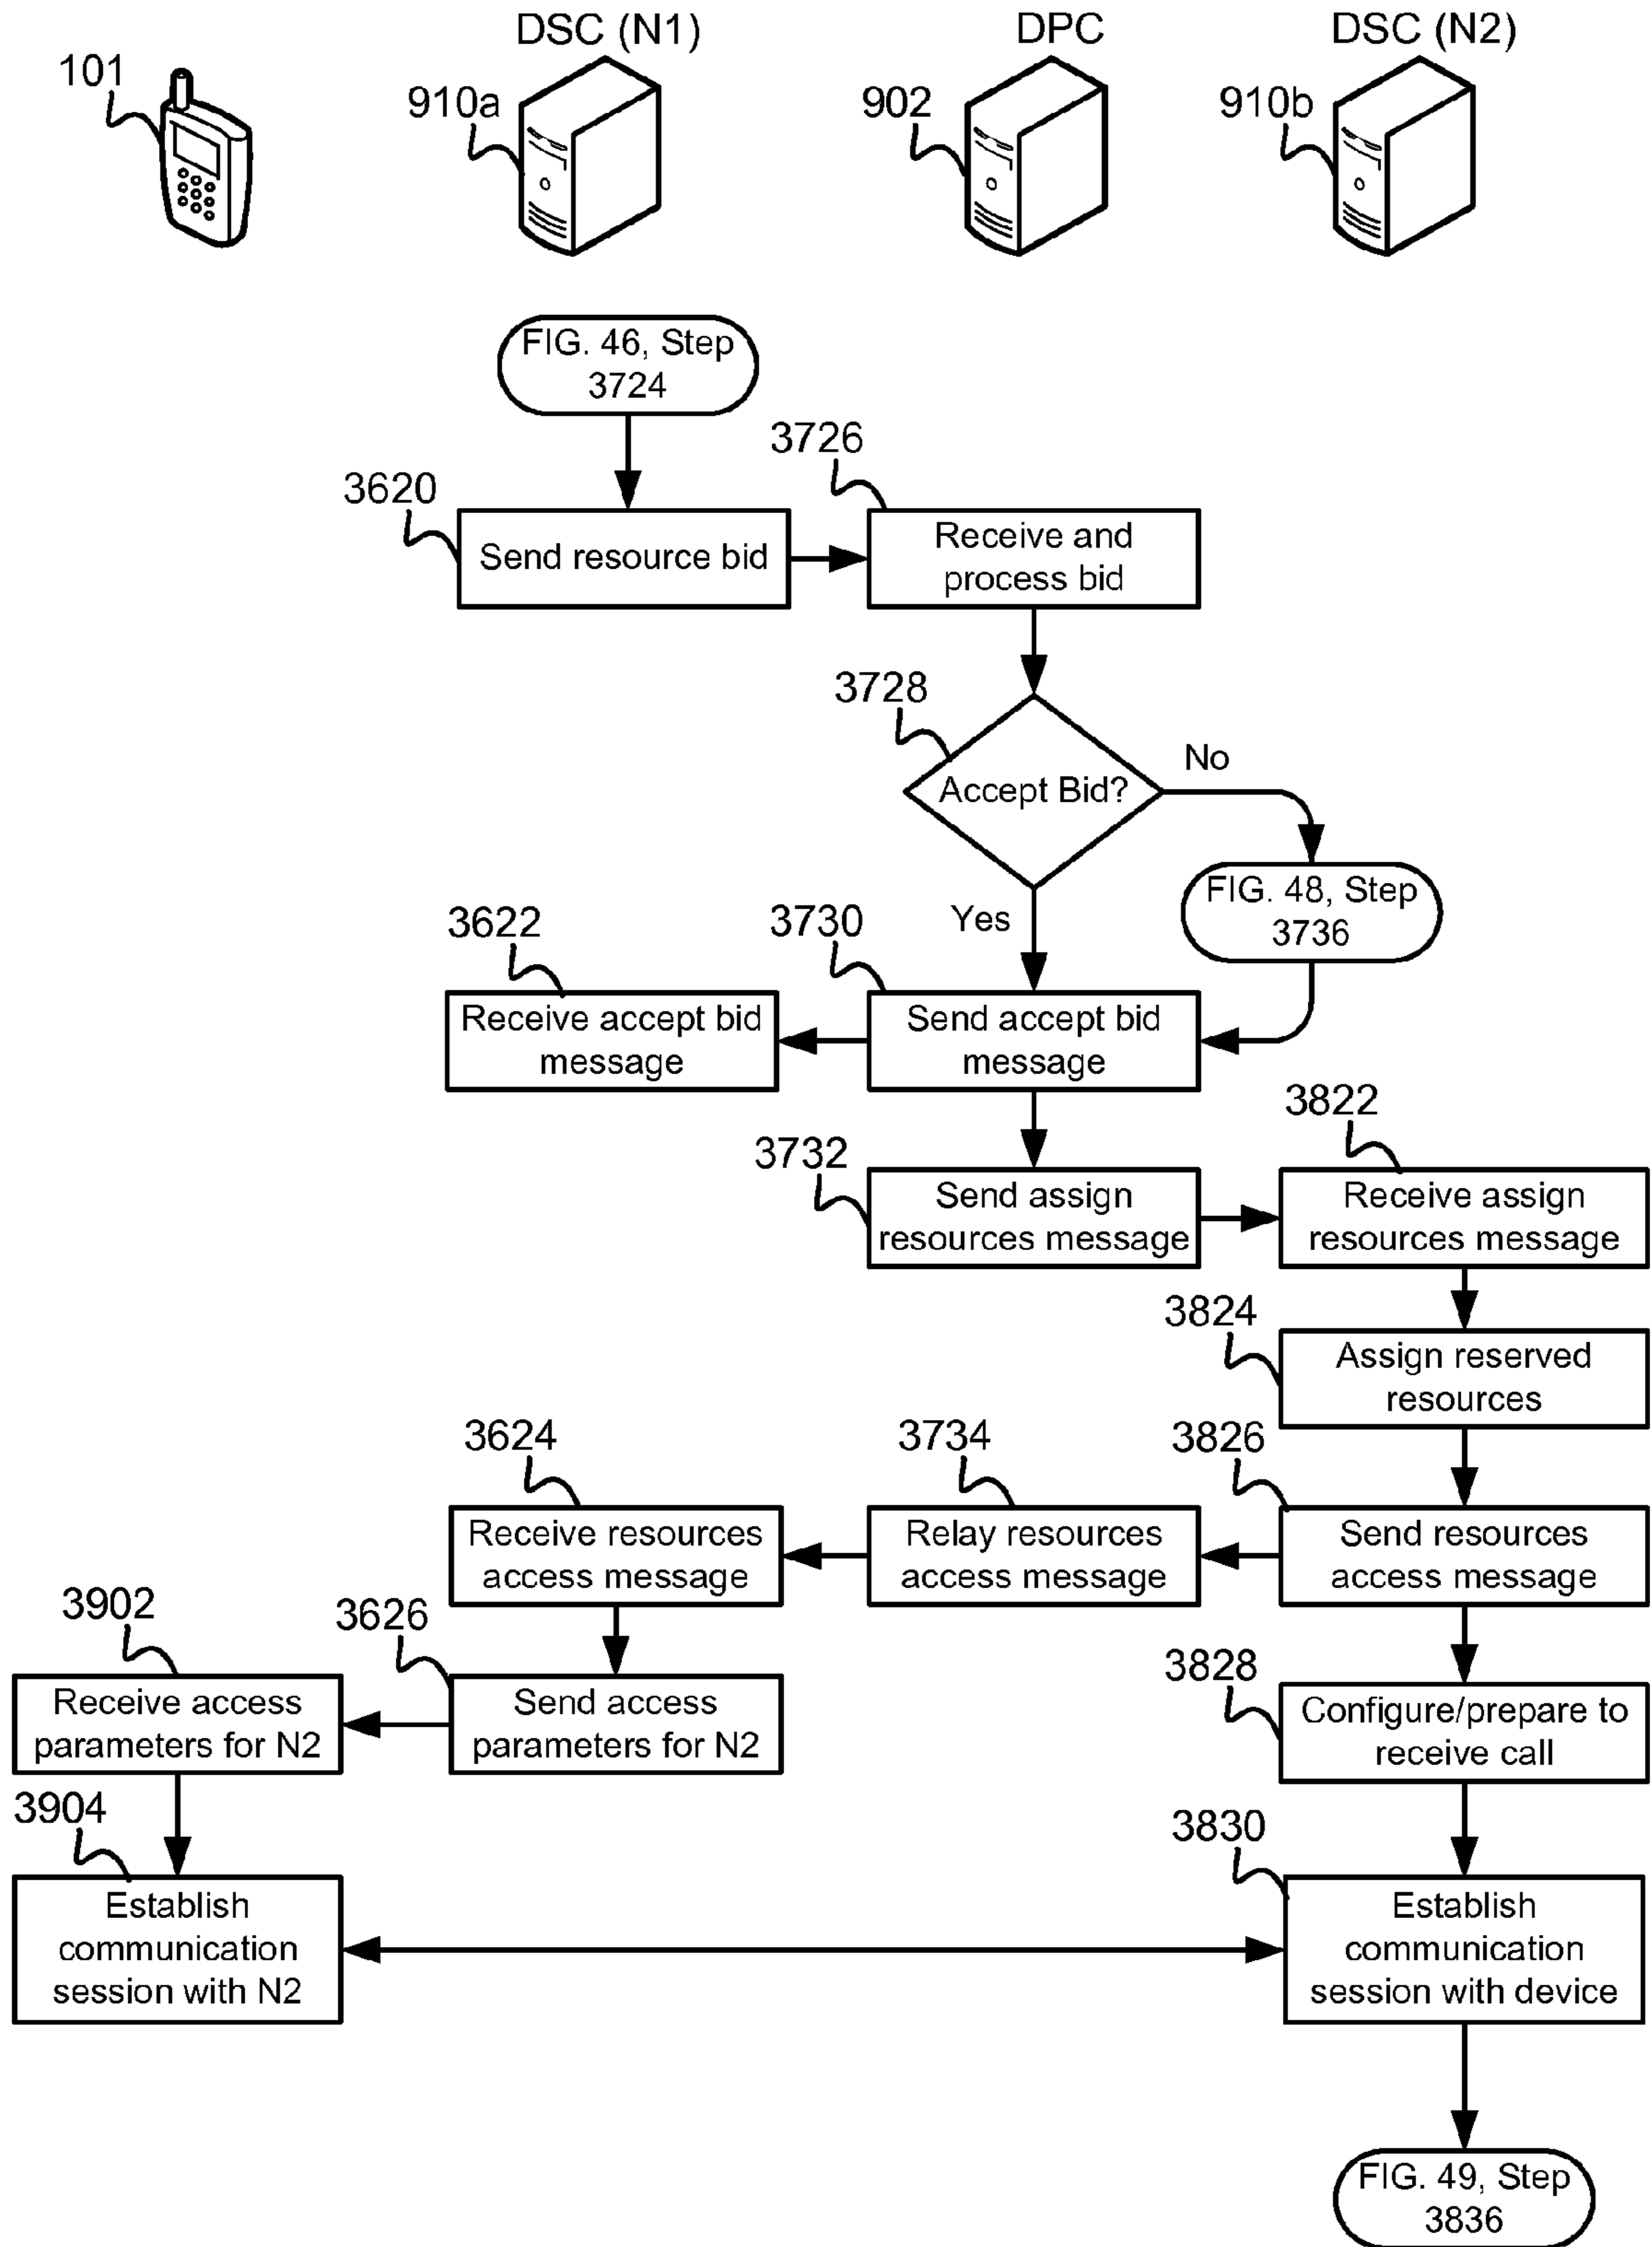 DSC (N1)
DPC
DSC (N2)
101
910a
902
910b
FIG. 46, Step
3724
3726
3620
Send resource bid
Receive and
process bid
3728
No
Accept Bid?
FIG. 48, Step
3736
Yes
3622
3730
Receive accept bid
message
Send accept bid
message
3822
3732
Send assign
resources message
Receive assign
resources message
3824
Assign reserved
resources
3624
3734
3826
Receive resources
access message
Relay resources
access message
Send resources
access message
3902
3626
3828
Receive access
parameters for N2
Send access
parameters for N2
Configure/prepare to
receive call
3904
3830
Establish
communication
session with N2
Establish
communication
session with device
FIG. 49, Step
3836